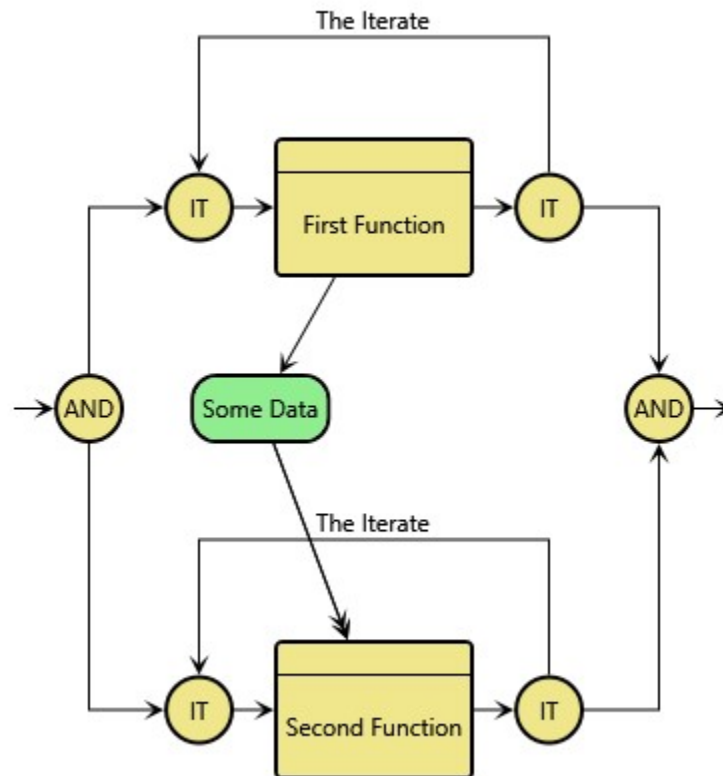 The Iterate
IT
First Function
IT
AND
Some Data
AND
The Iterate
IT
Second Function
IT